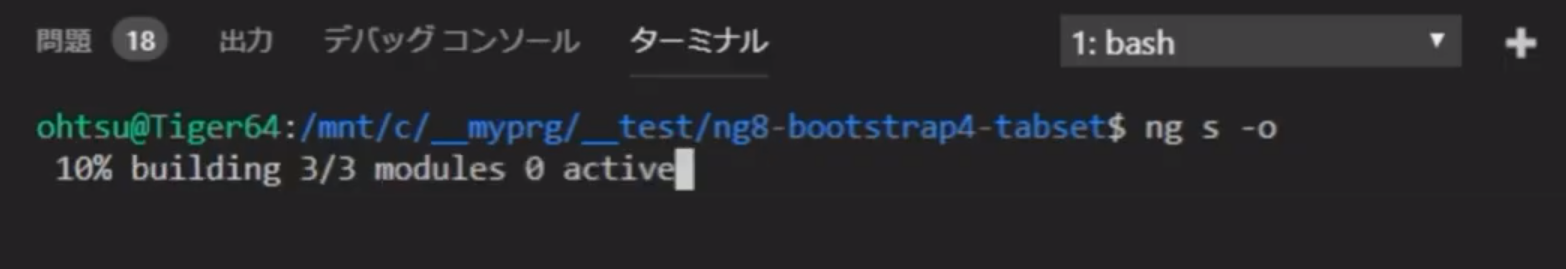 問題 18 出力 デバッグ コンソール ターミナル 1: bash
ohtsu@Tiger64:/mnt/c/__myprg/__test/ng8-bootstrap4-tabset$ ng s -o
10% building 3/3 modules 0 active